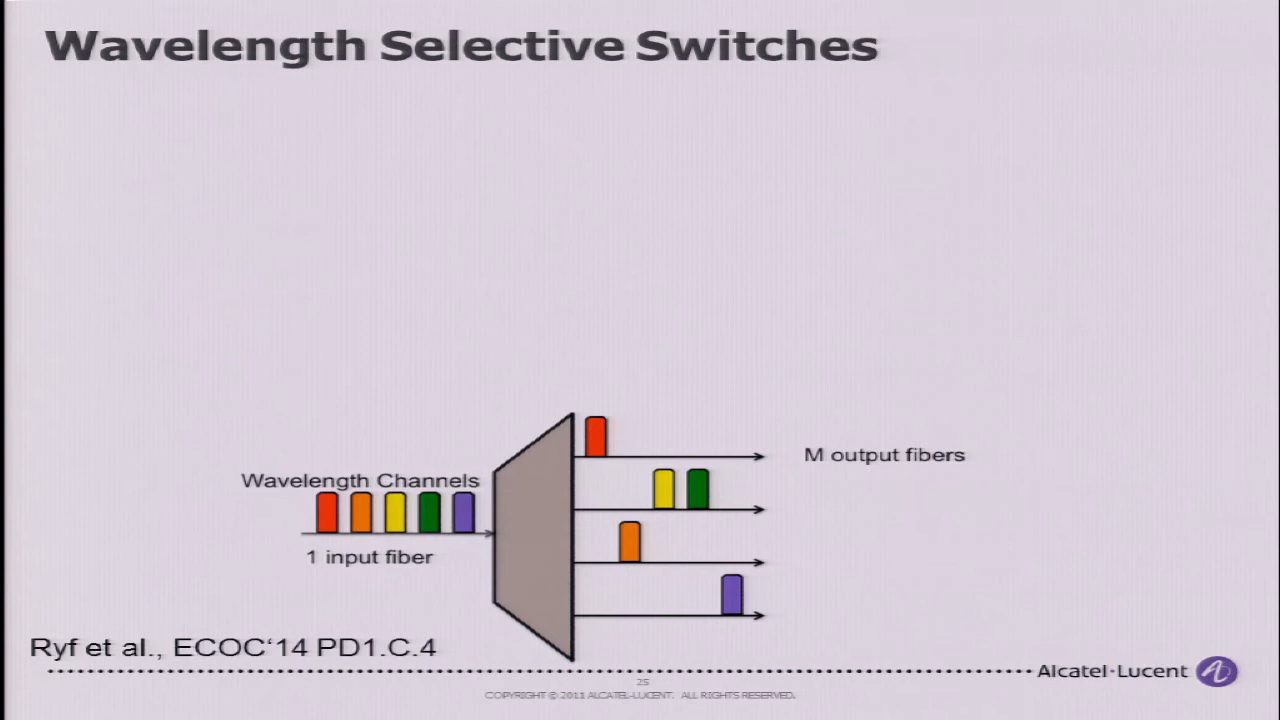 Wavelength Selective Switches
M output fibers
Wavelength Channels
1 input fiber
Ryf et al., ECOC‘14 PD1.C.4
Alcatel·Lucent
25
COPYRIGHT © 2011 ALCATEL-LUCENT. ALL RIGHTS RESERVED.